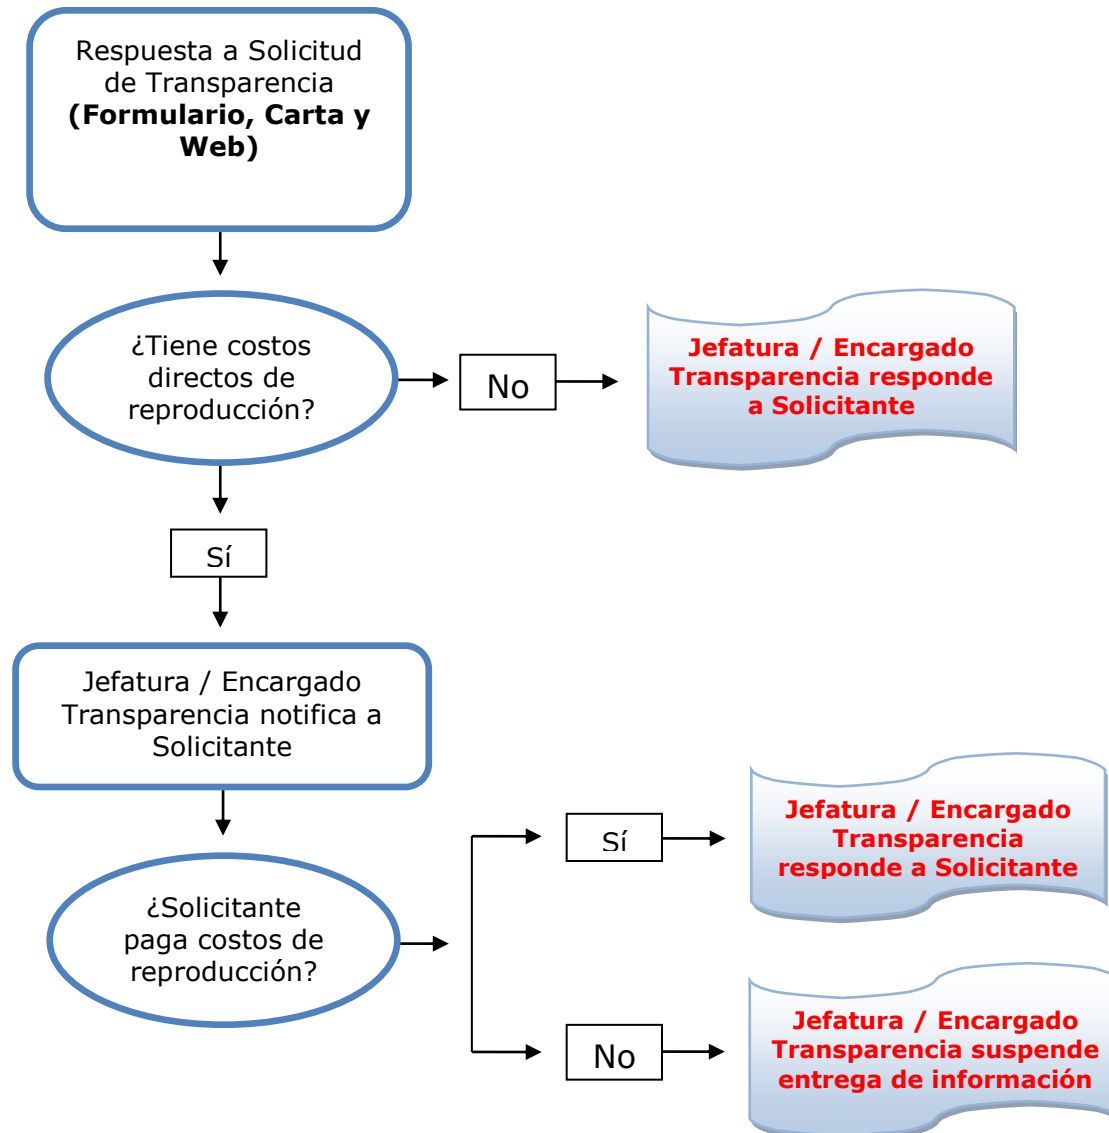 Respuesta a Solicitud
de Transparencia
(Formulario, Carta y
Web)
¿Tiene costos
directos de
reproducción?
No
Jefatura / Encargado
Transparencia responde
a Solicitante
Sí
Jefatura / Encargado
Transparencia notifica a
Solicitante
¿Solicitante
paga costos de
reproducción?
Sí
Jefatura / Encargado
Transparencia
responde a Solicitante
No
Jefatura / Encargado
Transparencia suspende
entrega de información